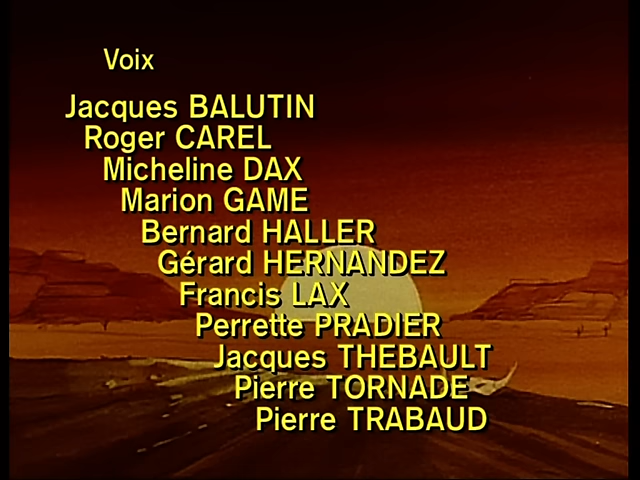 Voix
Jacques BALUTIN
Roger CAREL
Micheline DAX
Marion GAME
Bernard HALLER
Gérard HERNANDEZ
Francis LAX
Perrette PRADIER
Jacques THEBAULT
Pierre TORNADE
Pierre TRABAUD